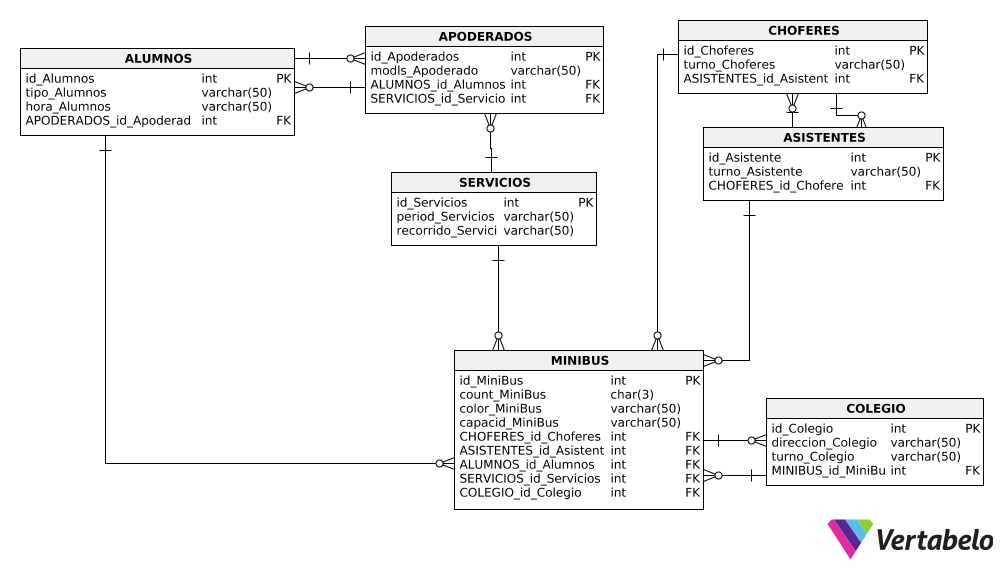 ALUMNOS
id_Alumnos int PK
tipo_Alumnos varchar(50)
hora_Alumnos varchar(50)
APODERADOS_id_Apoderad int FK
APODERADOS
id_Apoderados int PK
modls_Apoderado varchar(50)
ALUMNOS_id_Alumnos int FK
SERVICIOS_id_Servicio int FK
CHOFERES
id_Choferes int PK
turno_Choferes varchar(50)
ASISTENTES_id_Asistent int FK
ASISTENTES
id_Asistente int PK
turno_Asistente varchar(50)
CHOFERES_id_Chofere int FK
SERVICIOS
id_Servicios int PK
period_Servicios varchar(50)
recorrido_Servici varchar(50)
MINIBUS
id_MiniBus int PK
count_MiniBus char(3)
color_MiniBus varchar(50)
capacid_MiniBus varchar(50)
CHOFERES_id_Choferes int FK
ASISTENTES_id_Asistent int FK
ALUMNOS_id_Alumnos int FK
SERVICIOS_id_Servicios int FK
COLEGIO_id_Colegio int FK
COLEGIO
id_Colegio int PK
direccion_Colegio varchar(50)
turno_Colegio varchar(50)
MINIBUS_id_MiniBu int FK
Vertabelo